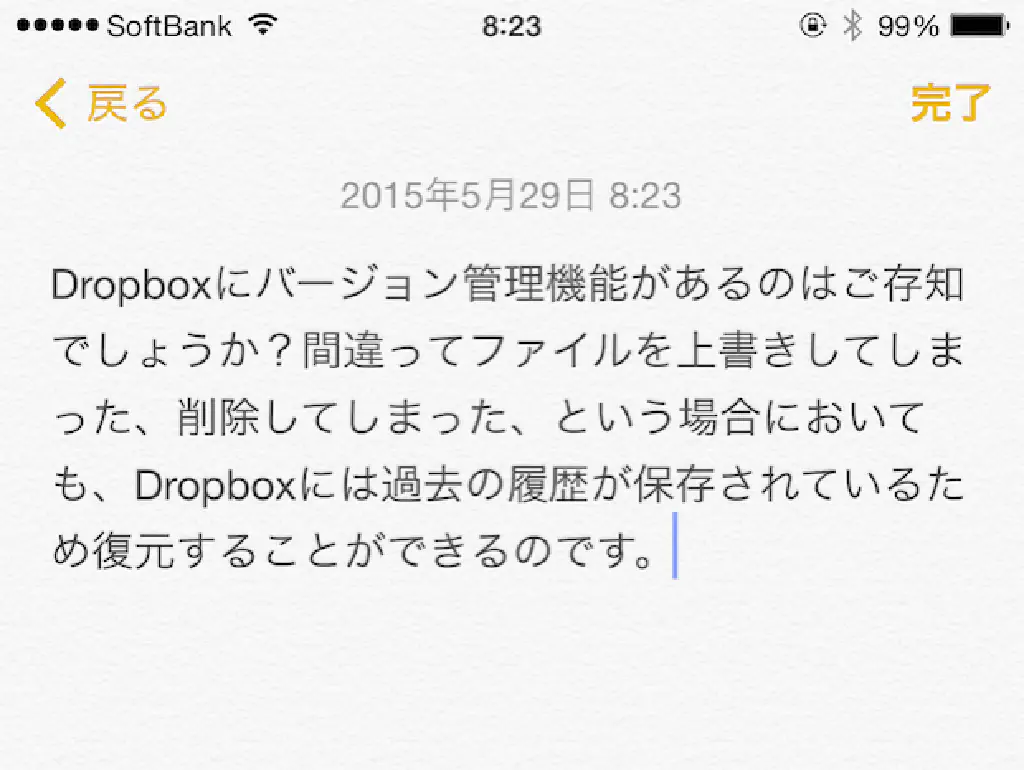 SoftBank 8:23 99%
戻る 完了
2015年5月29日 8:23
Dropboxにバージョン管理機能があるのはご存知
でしょうか？間違ってファイルを上書きしてしま
った、削除してしまった、という場合において
も、Dropboxには過去の履歴が保存されているた
め復元することができるのです。